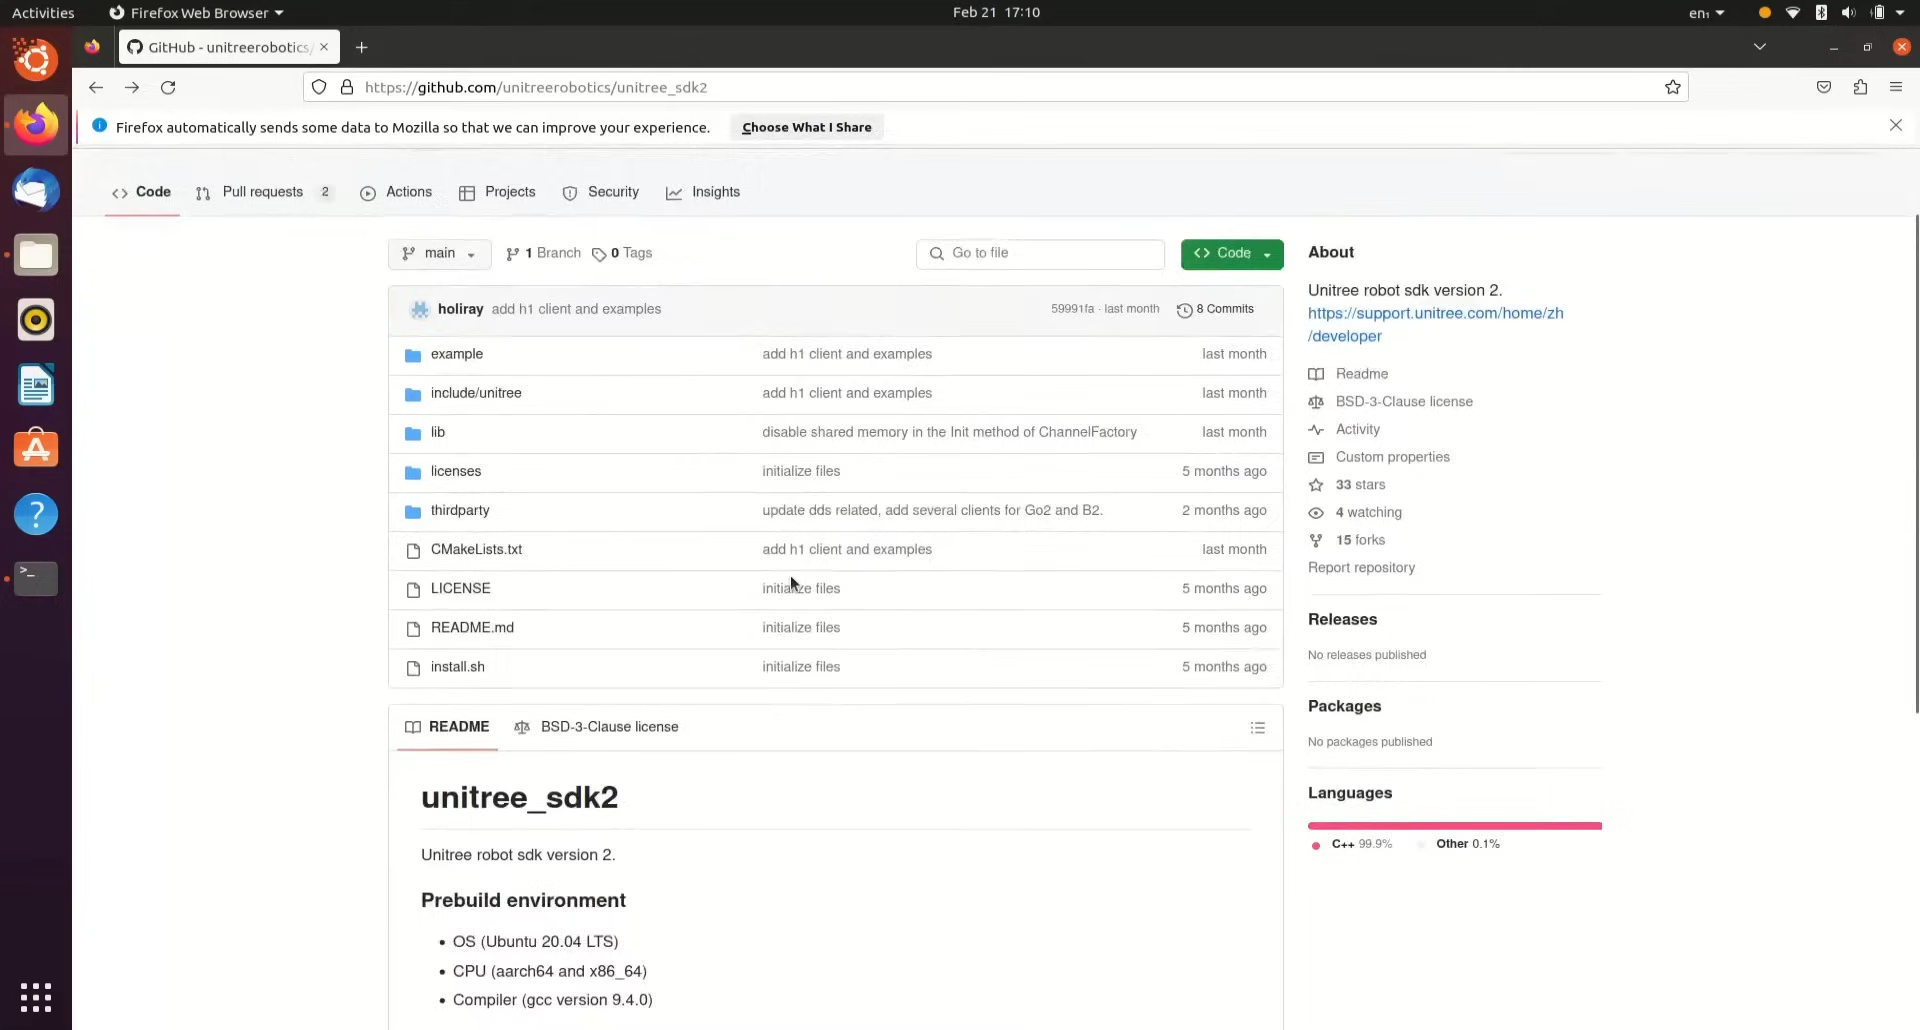 Activities Firefox Web Browser Feb 21 17:10 en₁
GitHub - unitreerobotics/
https://github.com/unitreerobotics/unitree_sdk2
Firefox automatically sends some data to Mozilla so that we can improve your experience. Choose What I Share
Code Pull requests 2 Actions Projects Security Insights
main 1 Branch 0 Tags Go to file Code
holiray add h1 client and examples 59991fa · last month 8 Commits
example add h1 client and examples last month
include/unitree add h1 client and examples last month
lib disable shared memory in the Init method of ChannelFactory last month
licenses initialize files 5 months ago
thirdparty update dds related, add several clients for Go2 and B2. 2 months ago
CMakeLists.txt add h1 client and examples last month
LICENSE initialize files 5 months ago
README.md initialize files 5 months ago
install.sh initialize files 5 months ago
README BSD-3-Clause license
unitree_sdk2
Unitree robot sdk version 2.
Prebuild environment
• OS (Ubuntu 20.04 LTS)
• CPU (aarch64 and x86_64)
• Compiler (gcc version 9.4.0)
About
Unitree robot sdk version 2.
https://support.unitree.com/home/zh
/developer
Readme
BSD-3-Clause license
Activity
Custom properties
33 stars
4 watching
15 forks
Report repository
Releases
No releases published
Packages
No packages published
Languages
C++ 99.9% Other 0.1%